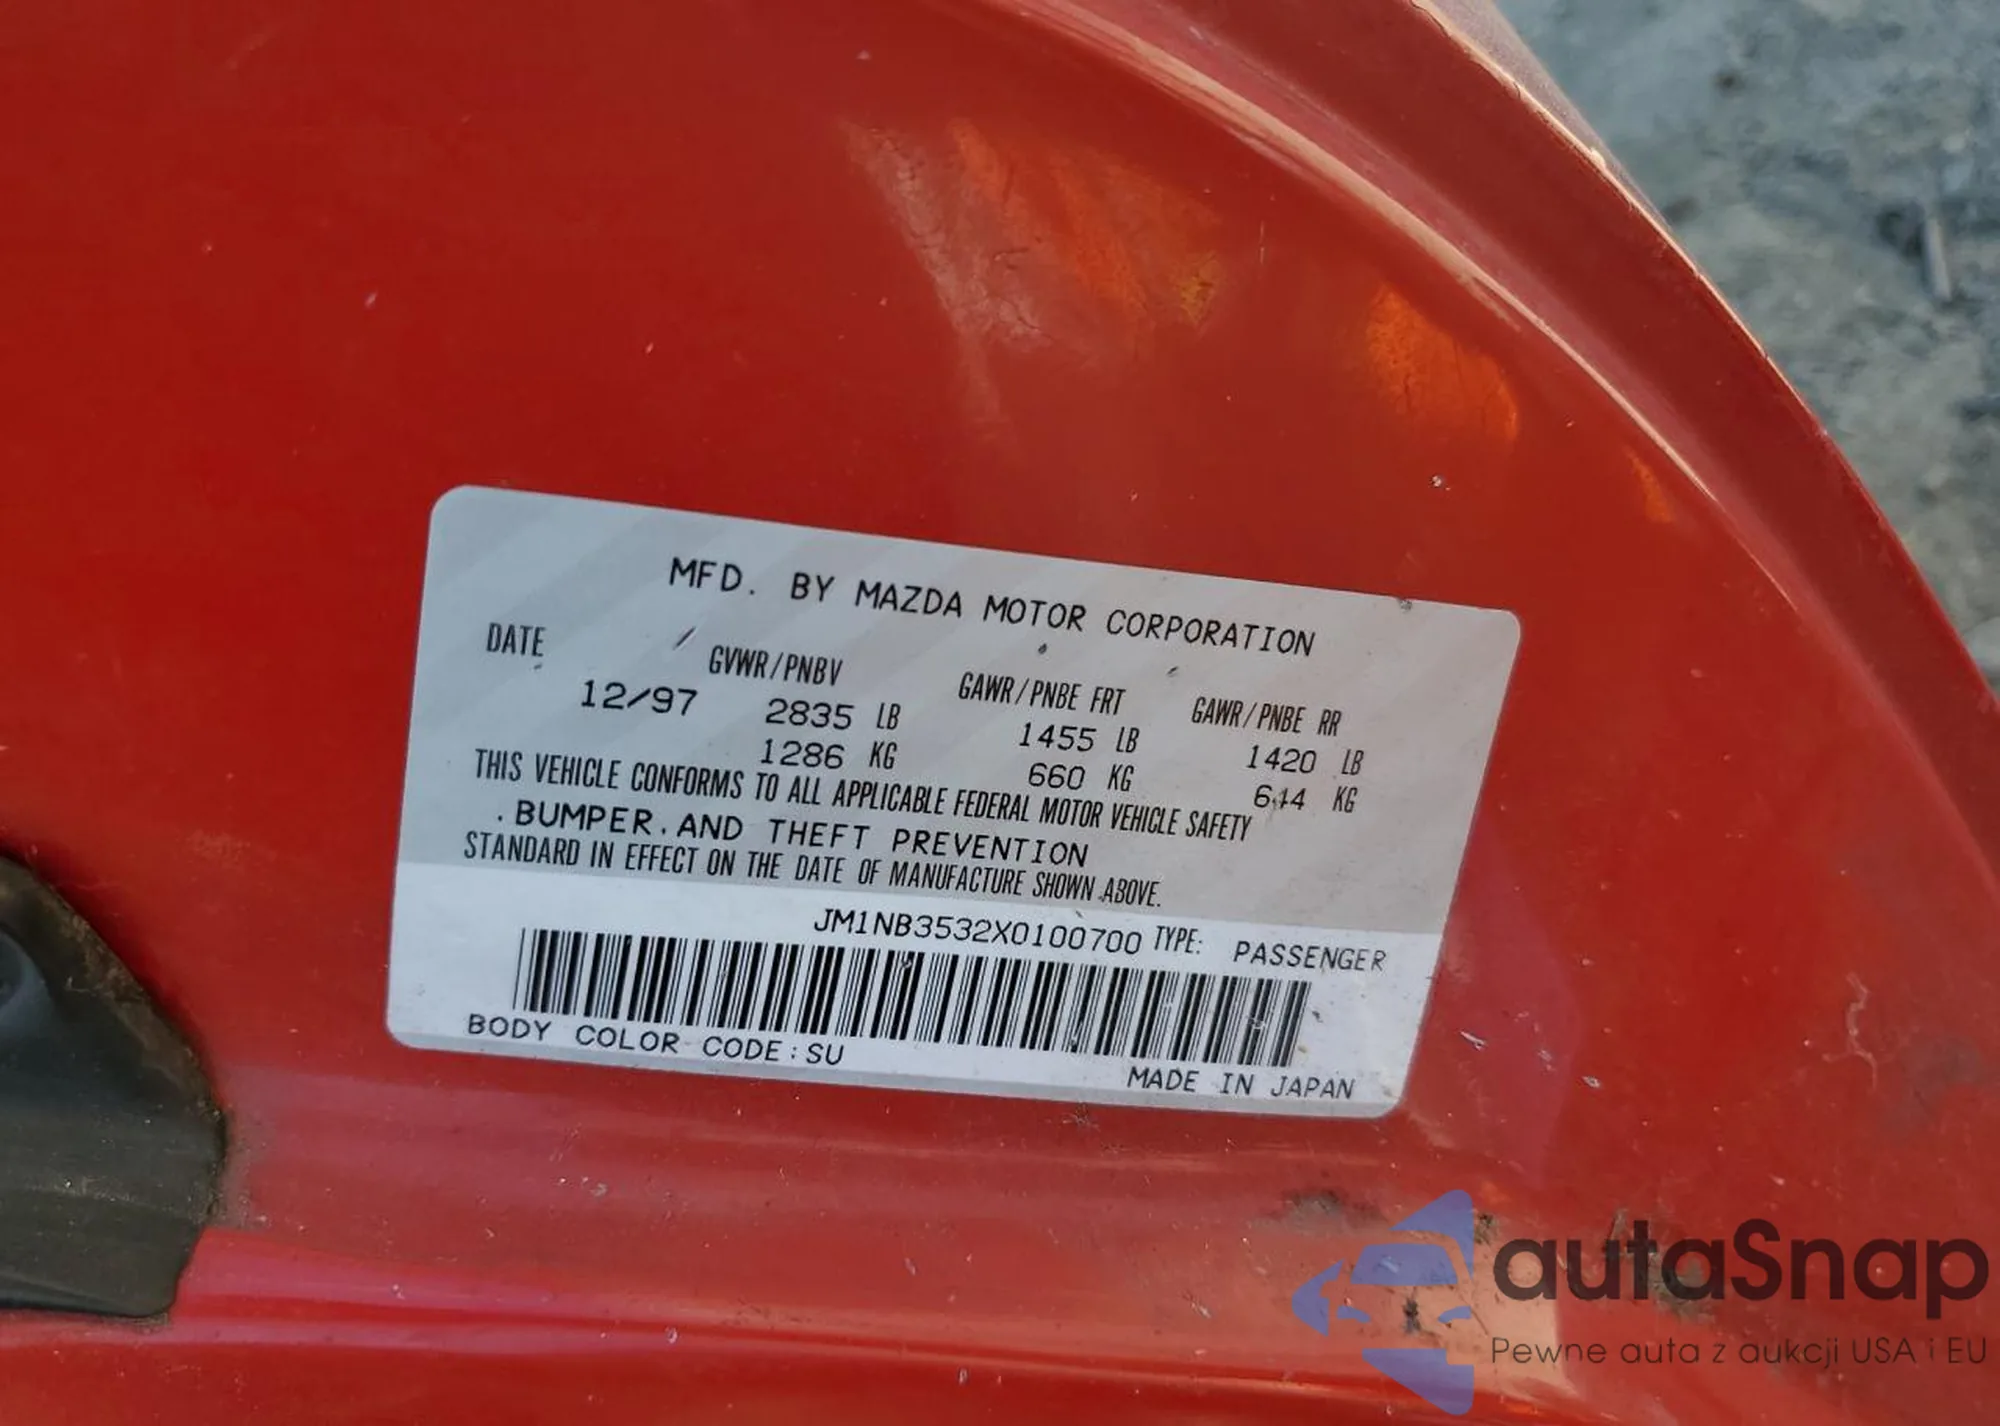 MFD. BY MAZDA MOTOR CORPORATION
DATE GVWR/PNBV GAWR/PNBE FRT GAWR/PNBE RR
12/97 2835 LB 1455 LB 1420 LB
1286 KG 660 KG 644 KG
THIS VEHICLE CONFORMS TO ALL APPLICABLE FEDERAL MOTOR VEHICLE SAFETY
.BUMPER.AND THEFT PREVENTION
STANDARD IN EFFECT ON THE DATE OF MANUFACTURE SHOWN ABOVE.
JM1NB3532X0100700 TYPE: PASSENGER
BODY COLOR CODE:SU
MADE IN JAPAN
autaSnap
Pewne auta z aukcji USA i EU